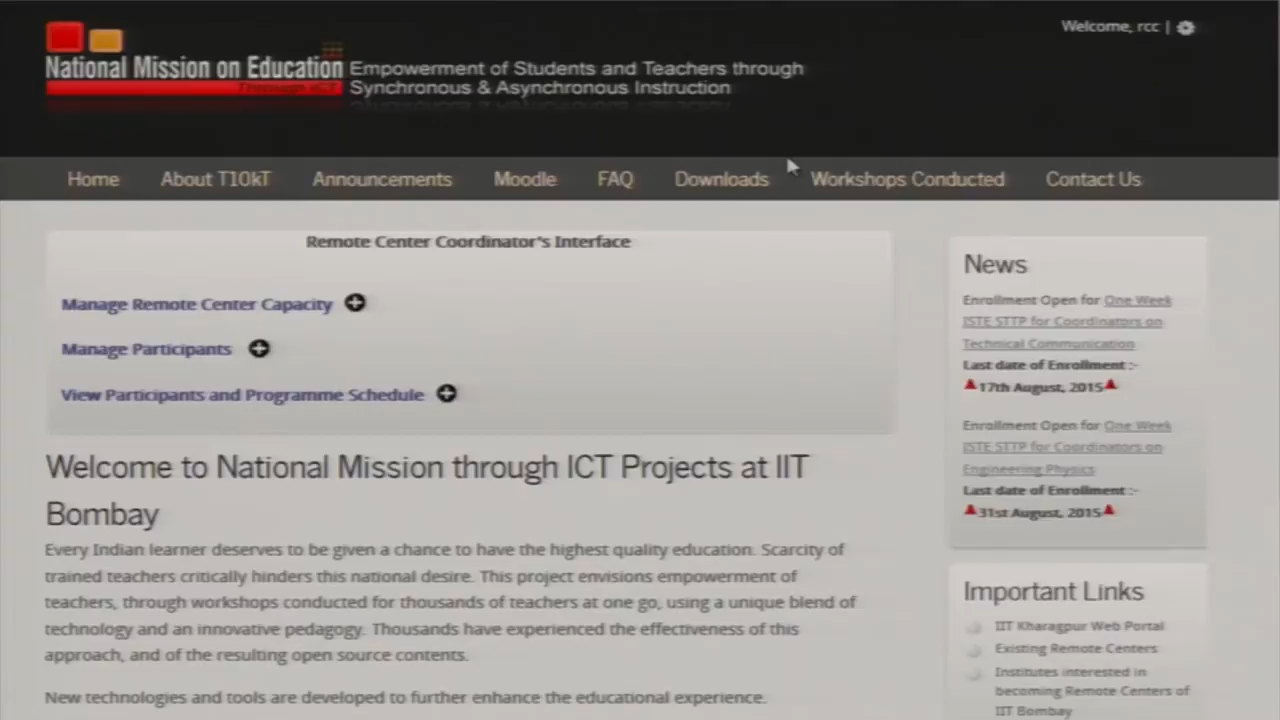 Welcome, rcc |
National Mission on Education
Through ICT
Empowerment of Students and Teachers through
Synchronous & Asynchronous Instruction
Home About T10kT Announcements Moodle FAQ Downloads Workshops Conducted Contact Us
Remote Center Coordinator's Interface
Manage Remote Center Capacity
Manage Participants
View Participants and Programme Schedule
Welcome to National Mission through ICT Projects at IIT
Bombay
Every Indian learner deserves to be given a chance to have the highest quality education. Scarcity of
trained teachers critically hinders this national desire. This project envisions empowerment of
teachers, through workshops conducted for thousands of teachers at one go, using a unique blend of
technology and an innovative pedagogy. Thousands have experienced the effectiveness of this
approach, and of the resulting open source contents.
New technologies and tools are developed to further enhance the educational experience.
News
Enrollment Open for One Week
ISTE STTP for Coordinators on
Technical Communication
Last date of Enrollment :-
17th August, 2015
Enrollment Open for One Week
ISTE STTP for Coordinators on
Engineering Physics
Last date of Enrollment :-
31st August, 2015
Important Links
IIT Kharagpur Web Portal
Existing Remote Centers
Institutes interested in
becoming Remote Centers of
IIT Bombay